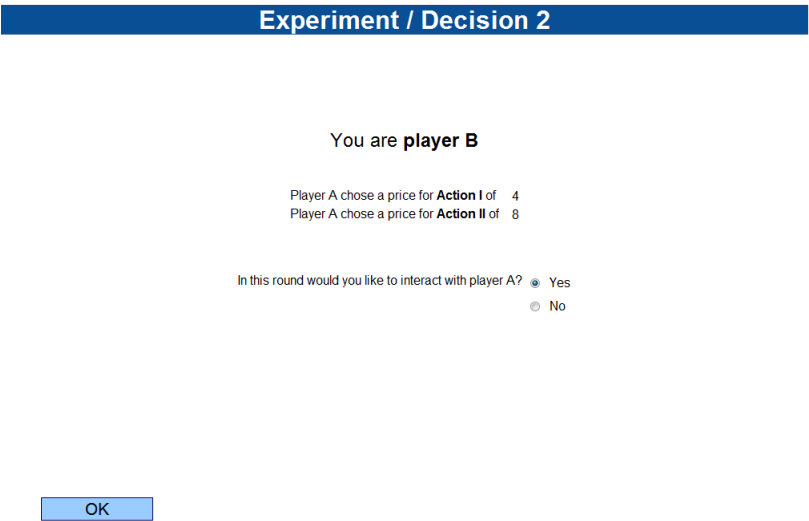 Experiment / Decision 2
You are player B
Player A chose a price for Action I of 4
Player A chose a price for Action II of 8
In this round would you like to interact with player A? Yes
No
OK